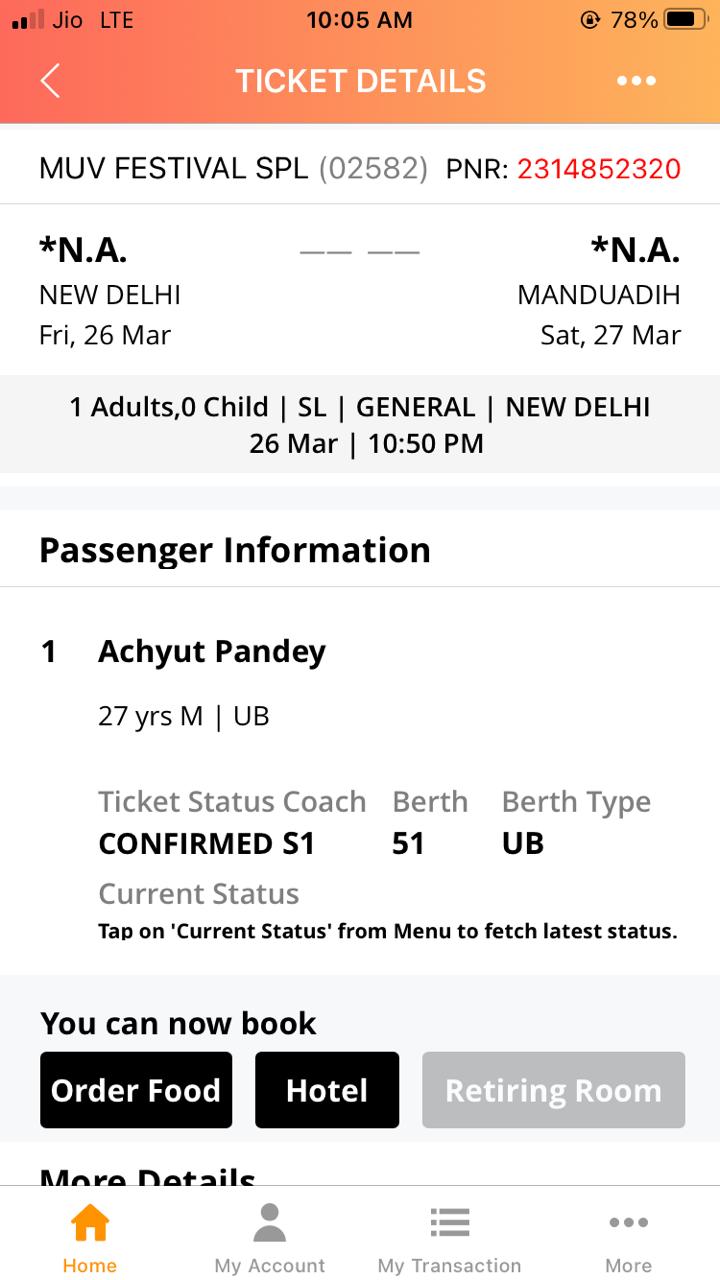 Jio LTE 10:05 AM 78%
TICKET DETAILS
MUV FESTIVAL SPL (02582) PNR: 2314852320
*N.A. —— —— *N.A.
NEW DELHI MANDUADIH
Fri, 26 Mar Sat, 27 Mar
1 Adults,0 Child | SL | GENERAL | NEW DELHI
26 Mar | 10:50 PM
Passenger Information
1 Achyut Pandey
27 yrs M | UB
Ticket Status Coach Berth Berth Type
CONFIRMED S1 51 UB
Current Status
Tap on 'Current Status' from Menu to fetch latest status.
You can now book
Order Food Hotel Retiring Room
More Details
Home My Account My Transaction More